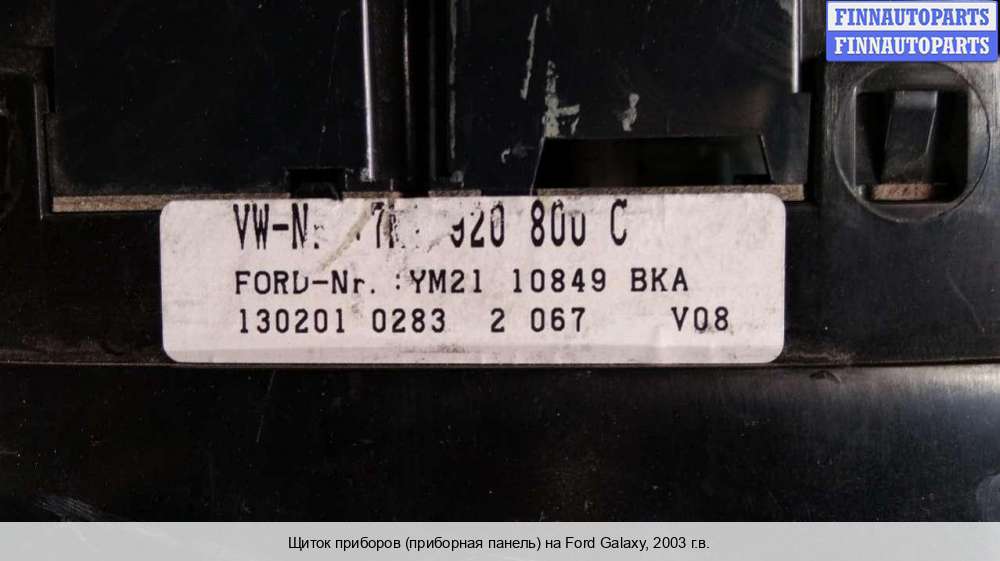 FINNAUTOPARTS
FINNAUTOPARTS
920 800 C
FORD-Nr. :YM21 10849 BKA
130201 0283 2 067 V08
Щиток приборов (приборная панель) на Ford Galaxy, 2003 г.в.